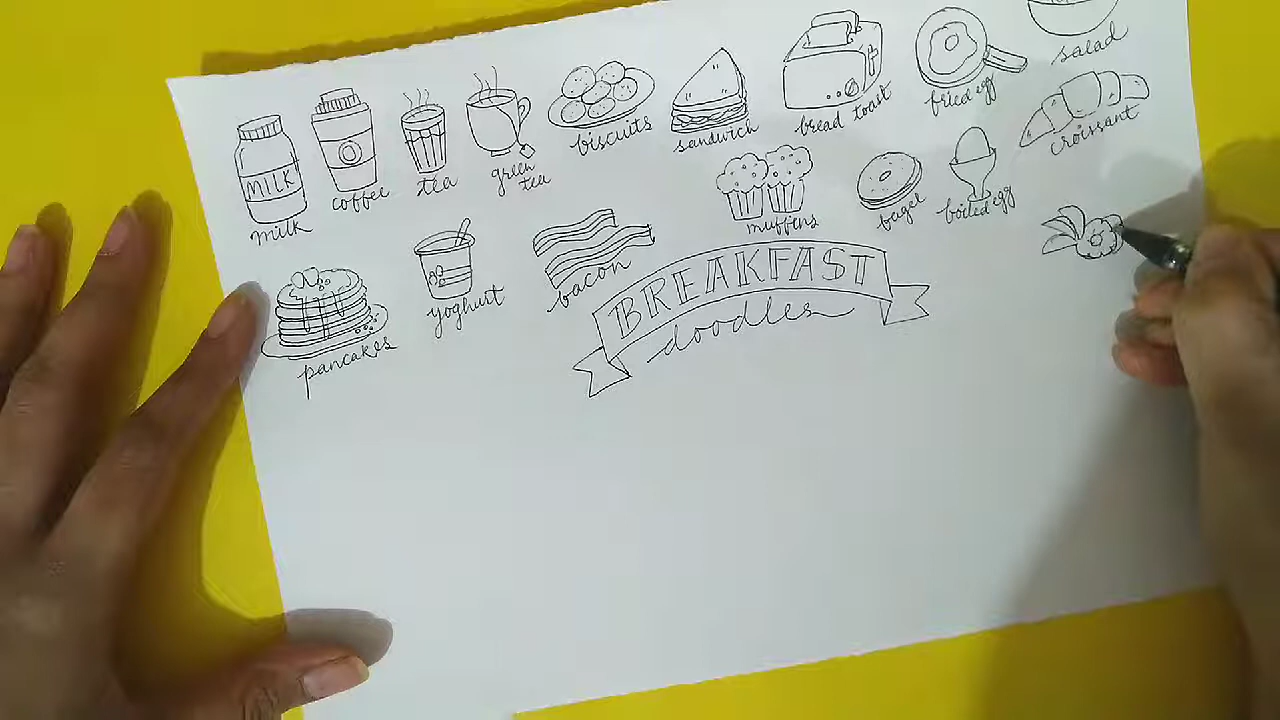 salad
MILK
milk
coffee
tea
green
tea
biscuits
sandwich
bread toast
fried egg
croissant
muffens
bagel
boiled egg
pancakes
yoghurt
bacon
BREAKFAST
doodles